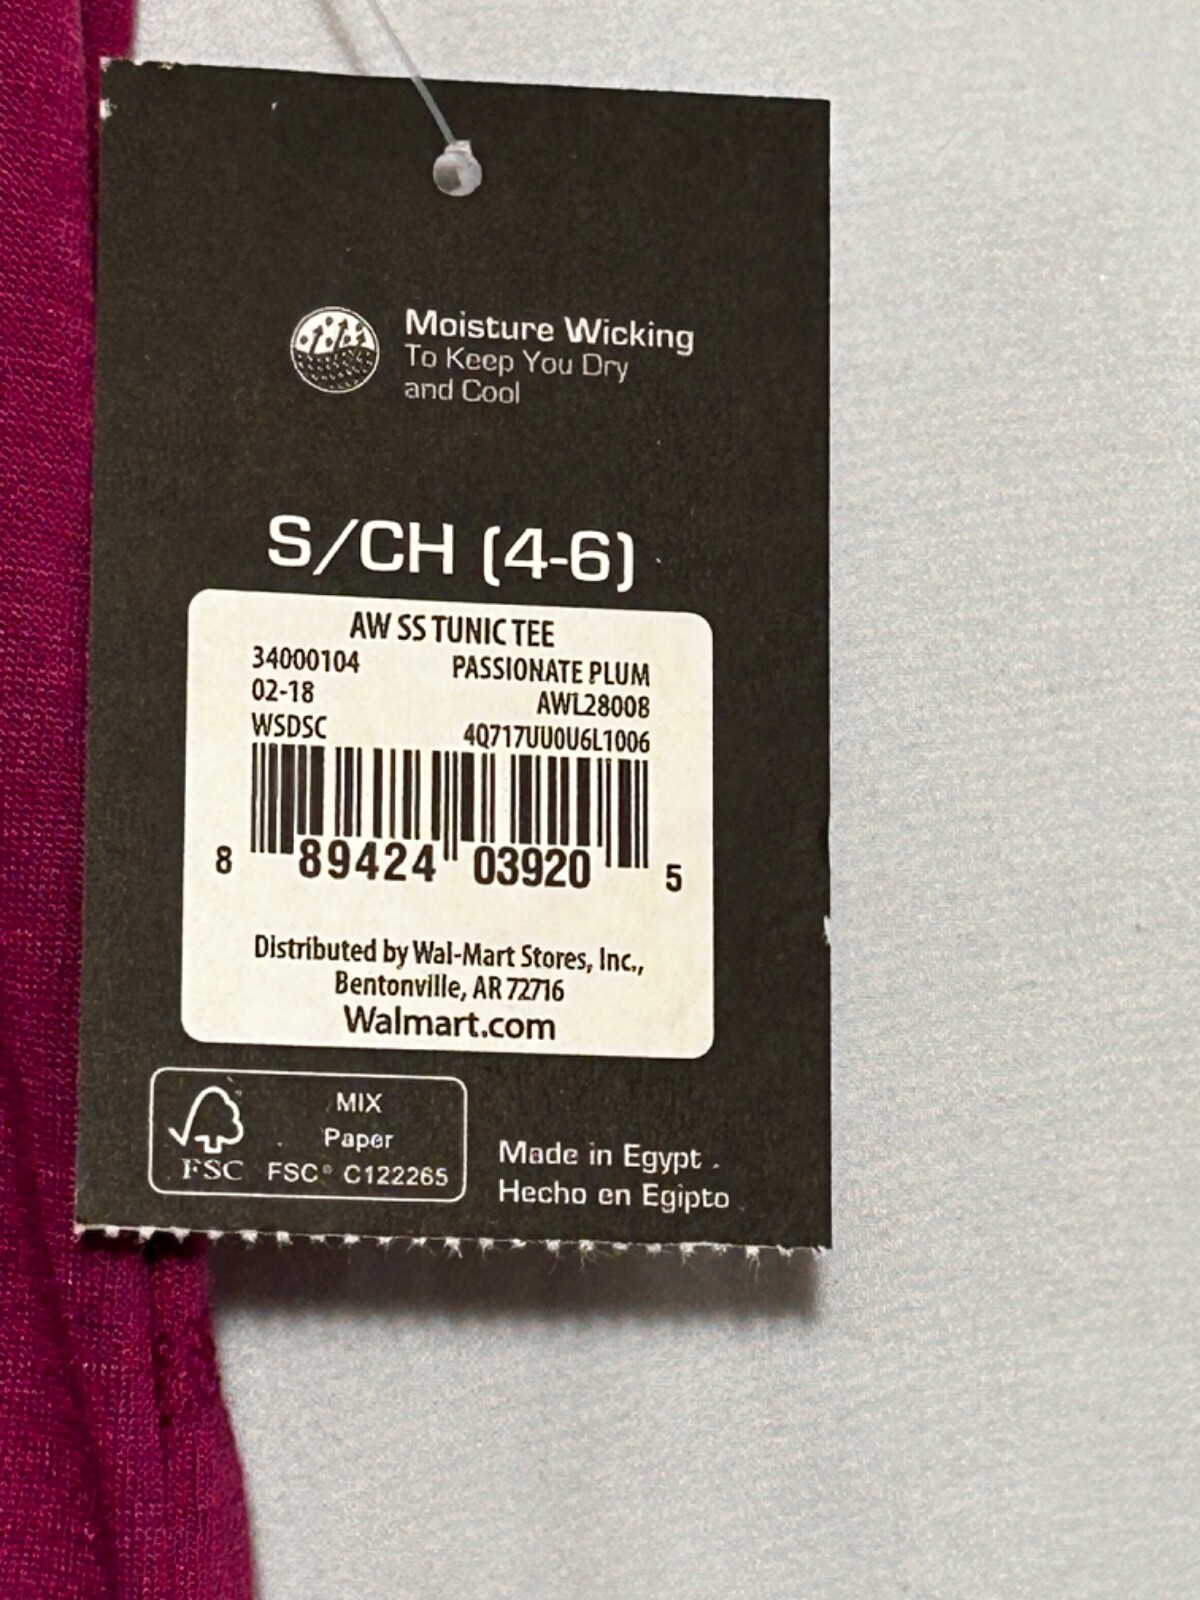 Moisture Wicking
To Keep You Dry
and Cool
S/CH (4-6)
AW SS TUNIC TEE
34000104 PASSIONATE PLUM
02-18 AWL28008
WSDSC 4Q717UU0U6L1006
8 89424 03920 5
Distributed by Wal-Mart Stores, Inc.,
Bentonville, AR 72716
Walmart.com
MIX
Paper
FSC FSC® C122265
Made in Egypt
Hecho en Egipto